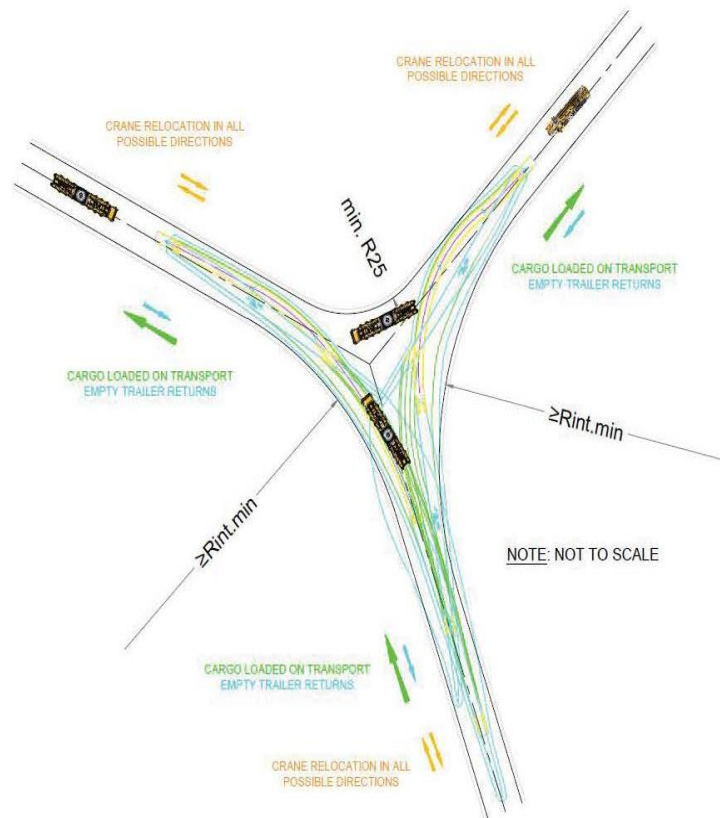 CRANE RELOCATION IN ALL
POSSIBLE DIRECTIONS
CRANE RELOCATION IN ALL
POSSIBLE DIRECTIONS
min. R25
CARGO LOADED ON TRANSPORT
EMPTY TRAILER RETURNS
CARGO LOADED ON TRANSPORT
EMPTY TRAILER RETURNS
≥Rint.min
≥Rint.min
NOTE: NOT TO SCALE
CARGO LOADED ON TRANSPORT
EMPTY TRAILER RETURNS
CRANE RELOCATION IN ALL
POSSIBLE DIRECTIONS